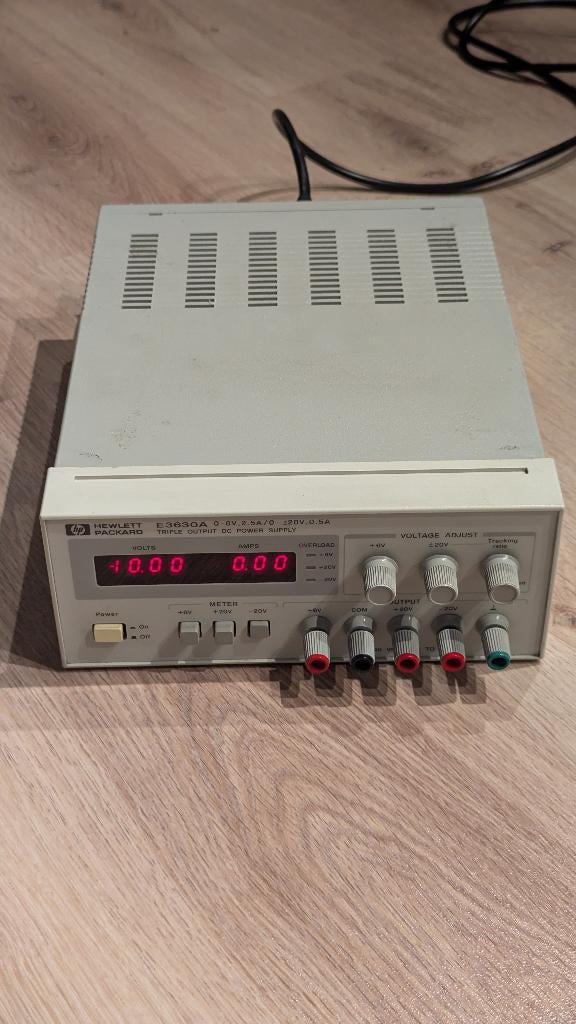 hp HEWLETT PACKARD
E3630A 0-6V, 2.5A/0- ±20V, 0.5A
TRIPLE OUTPUT DC POWER SUPPLY
VOLTS AMPS OVERLOAD
-10.00 0.00
+6V
+20V
-20V
VOLTAGE ADJUST
+6V ±20V Tracking ratio
Power
On
Off
METER
+6V +20V -20V
OUTPUT
+6V COM +20V -20V
TO